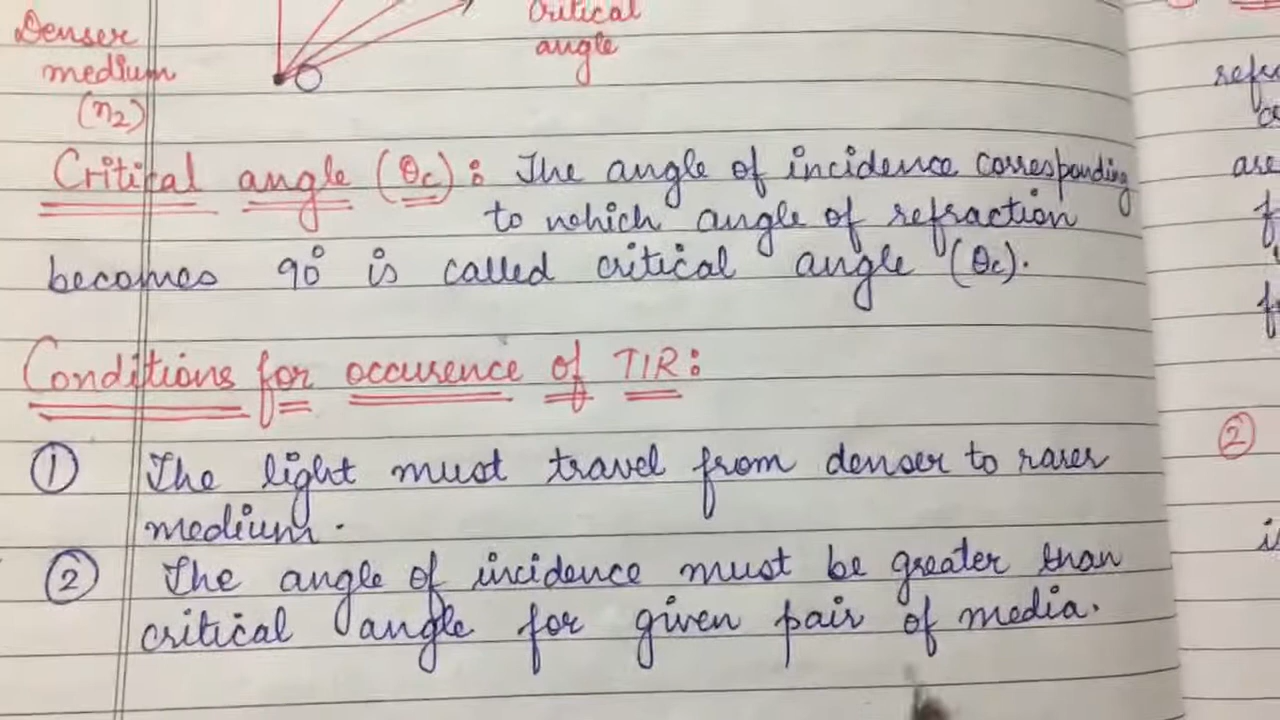 Denser
medium
(n2)
Critical
angle
Critical angle (θc): The angle of incidence corresponding
to which angle of refraction
becomes 90° is called critical angle (θc).
Conditions for occurence of TIR:
① The light must travel from denser to rarer
medium.
② The angle of incidence must be greater than
critical angle for given pair of media.
are
②